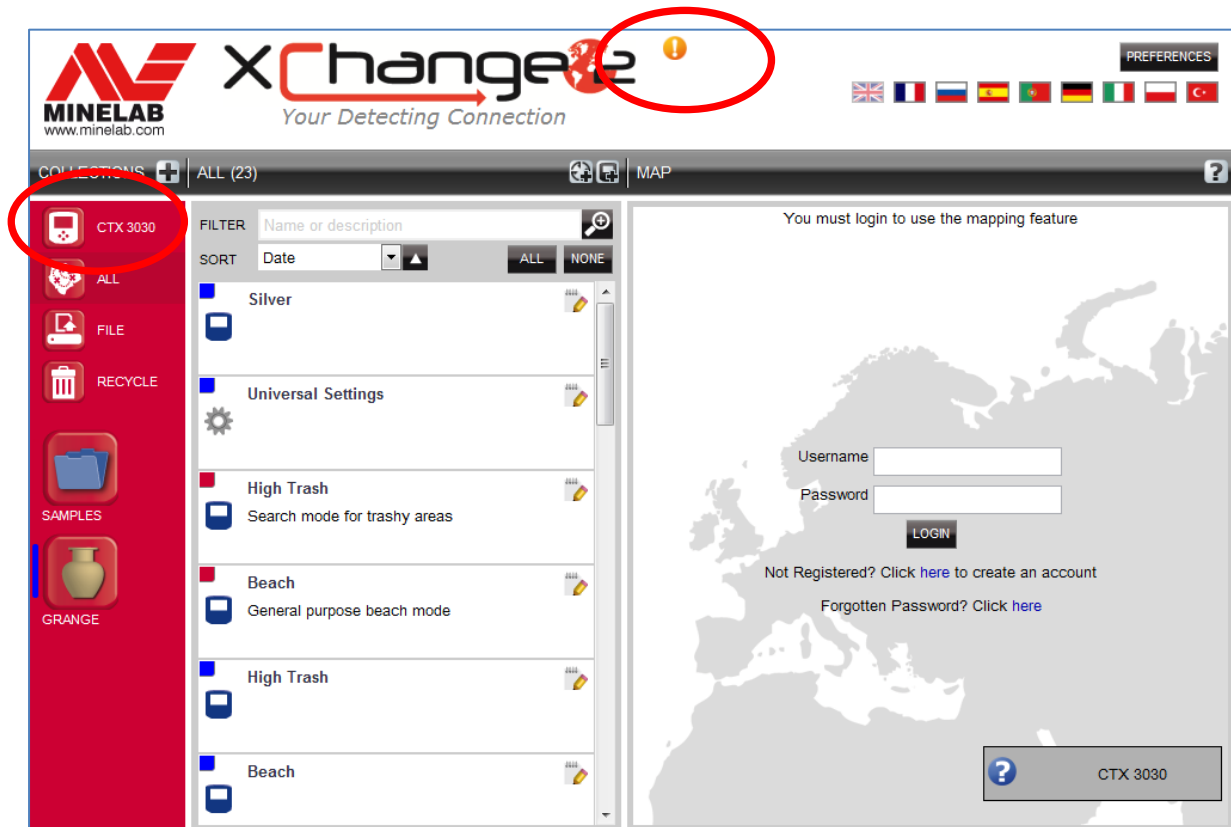 MINELAB
www.minelab.com
XChange 2
Your Detecting Connection
PREFERENCES
COLLECTIONS
ALL (23)
MAP
CTX 3030
ALL
FILE
RECYCLE
SAMPLES
GRANGE
FILTER Name or description
SORT Date ALL NONE
Silver
Universal Settings
High Trash
Search mode for trashy areas
Beach
General purpose beach mode
High Trash
Beach
You must login to use the mapping feature
Username
Password
LOGIN
Not Registered? Click here to create an account
Forgotten Password? Click here
CTX 3030